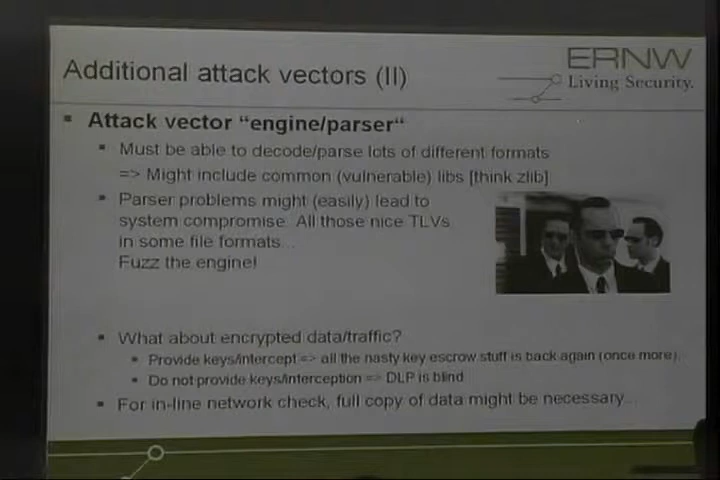 Additional attack vectors (II)
ERNW
Living Security.
Attack vector "engine/parser"
Must be able to decode/parse lots of different formats
=> Might include common (vulnerable) libs [think zlib]
Parser problems might (easily) lead to
system compromise. All those nice TLVs
in some file formats...
Fuzz the engine!
What about encrypted data/traffic?
Provide keys/intercept => all the nasty key escrow stuff is back again (once more).
Do not provide keys/interception => DLP is blind
For in-line network check, full copy of data might be necessary...